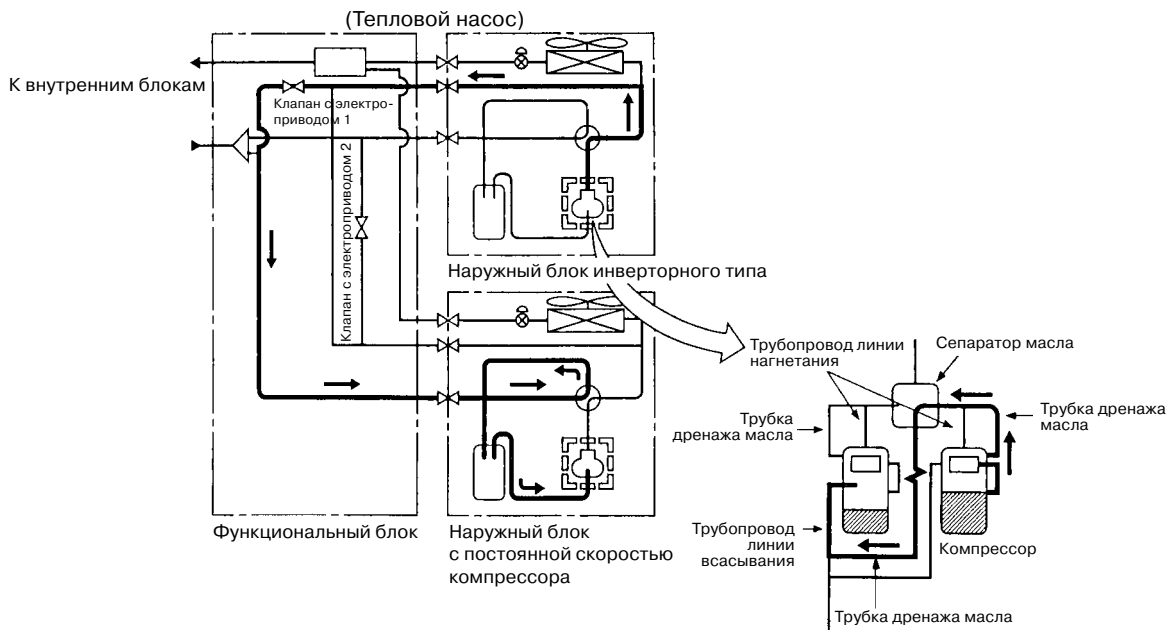 (Тепловой насос)
К внутренним блокам
Клапан с электро-
приводом 1
Клапан с электроприводом 2
Наружный блок инверторного типа
Трубопровод линии
нагнетания
Сепаратор масла
Трубка
дренажа масла
Трубка дренажа
масла
Функциональный блок
Наружный блок
с постоянной скоростью
компрессора
Трубопровод
линии
всасывания
Компрессор
Трубка дренажа масла